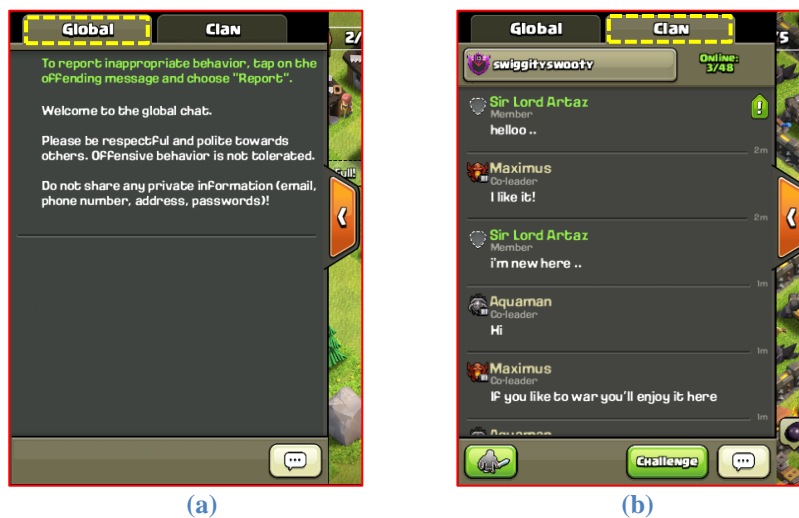 Global
Clan
2/
To report inappropriate behavior, tap on the
offending message and choose "Report".
Welcome to the global chat.
Please be respectful and polite towards
others. Offensive behavior is not tolerated.
Do not share any private information (email,
phone number, address, passwords)!
(a)
Global
Clan
swiggityswooty
Online:
3/48
Sir Lord Artaz
Member
helloo ..
2m
Maximus
Co-leader
I like it!
2m
Sir Lord Artaz
Member
i'm new here ..
1m
Aquaman
Co-leader
Hi
1m
Maximus
Co-leader
If you like to war you'll enjoy it here
1m
Aquaman
Challenge
(b)